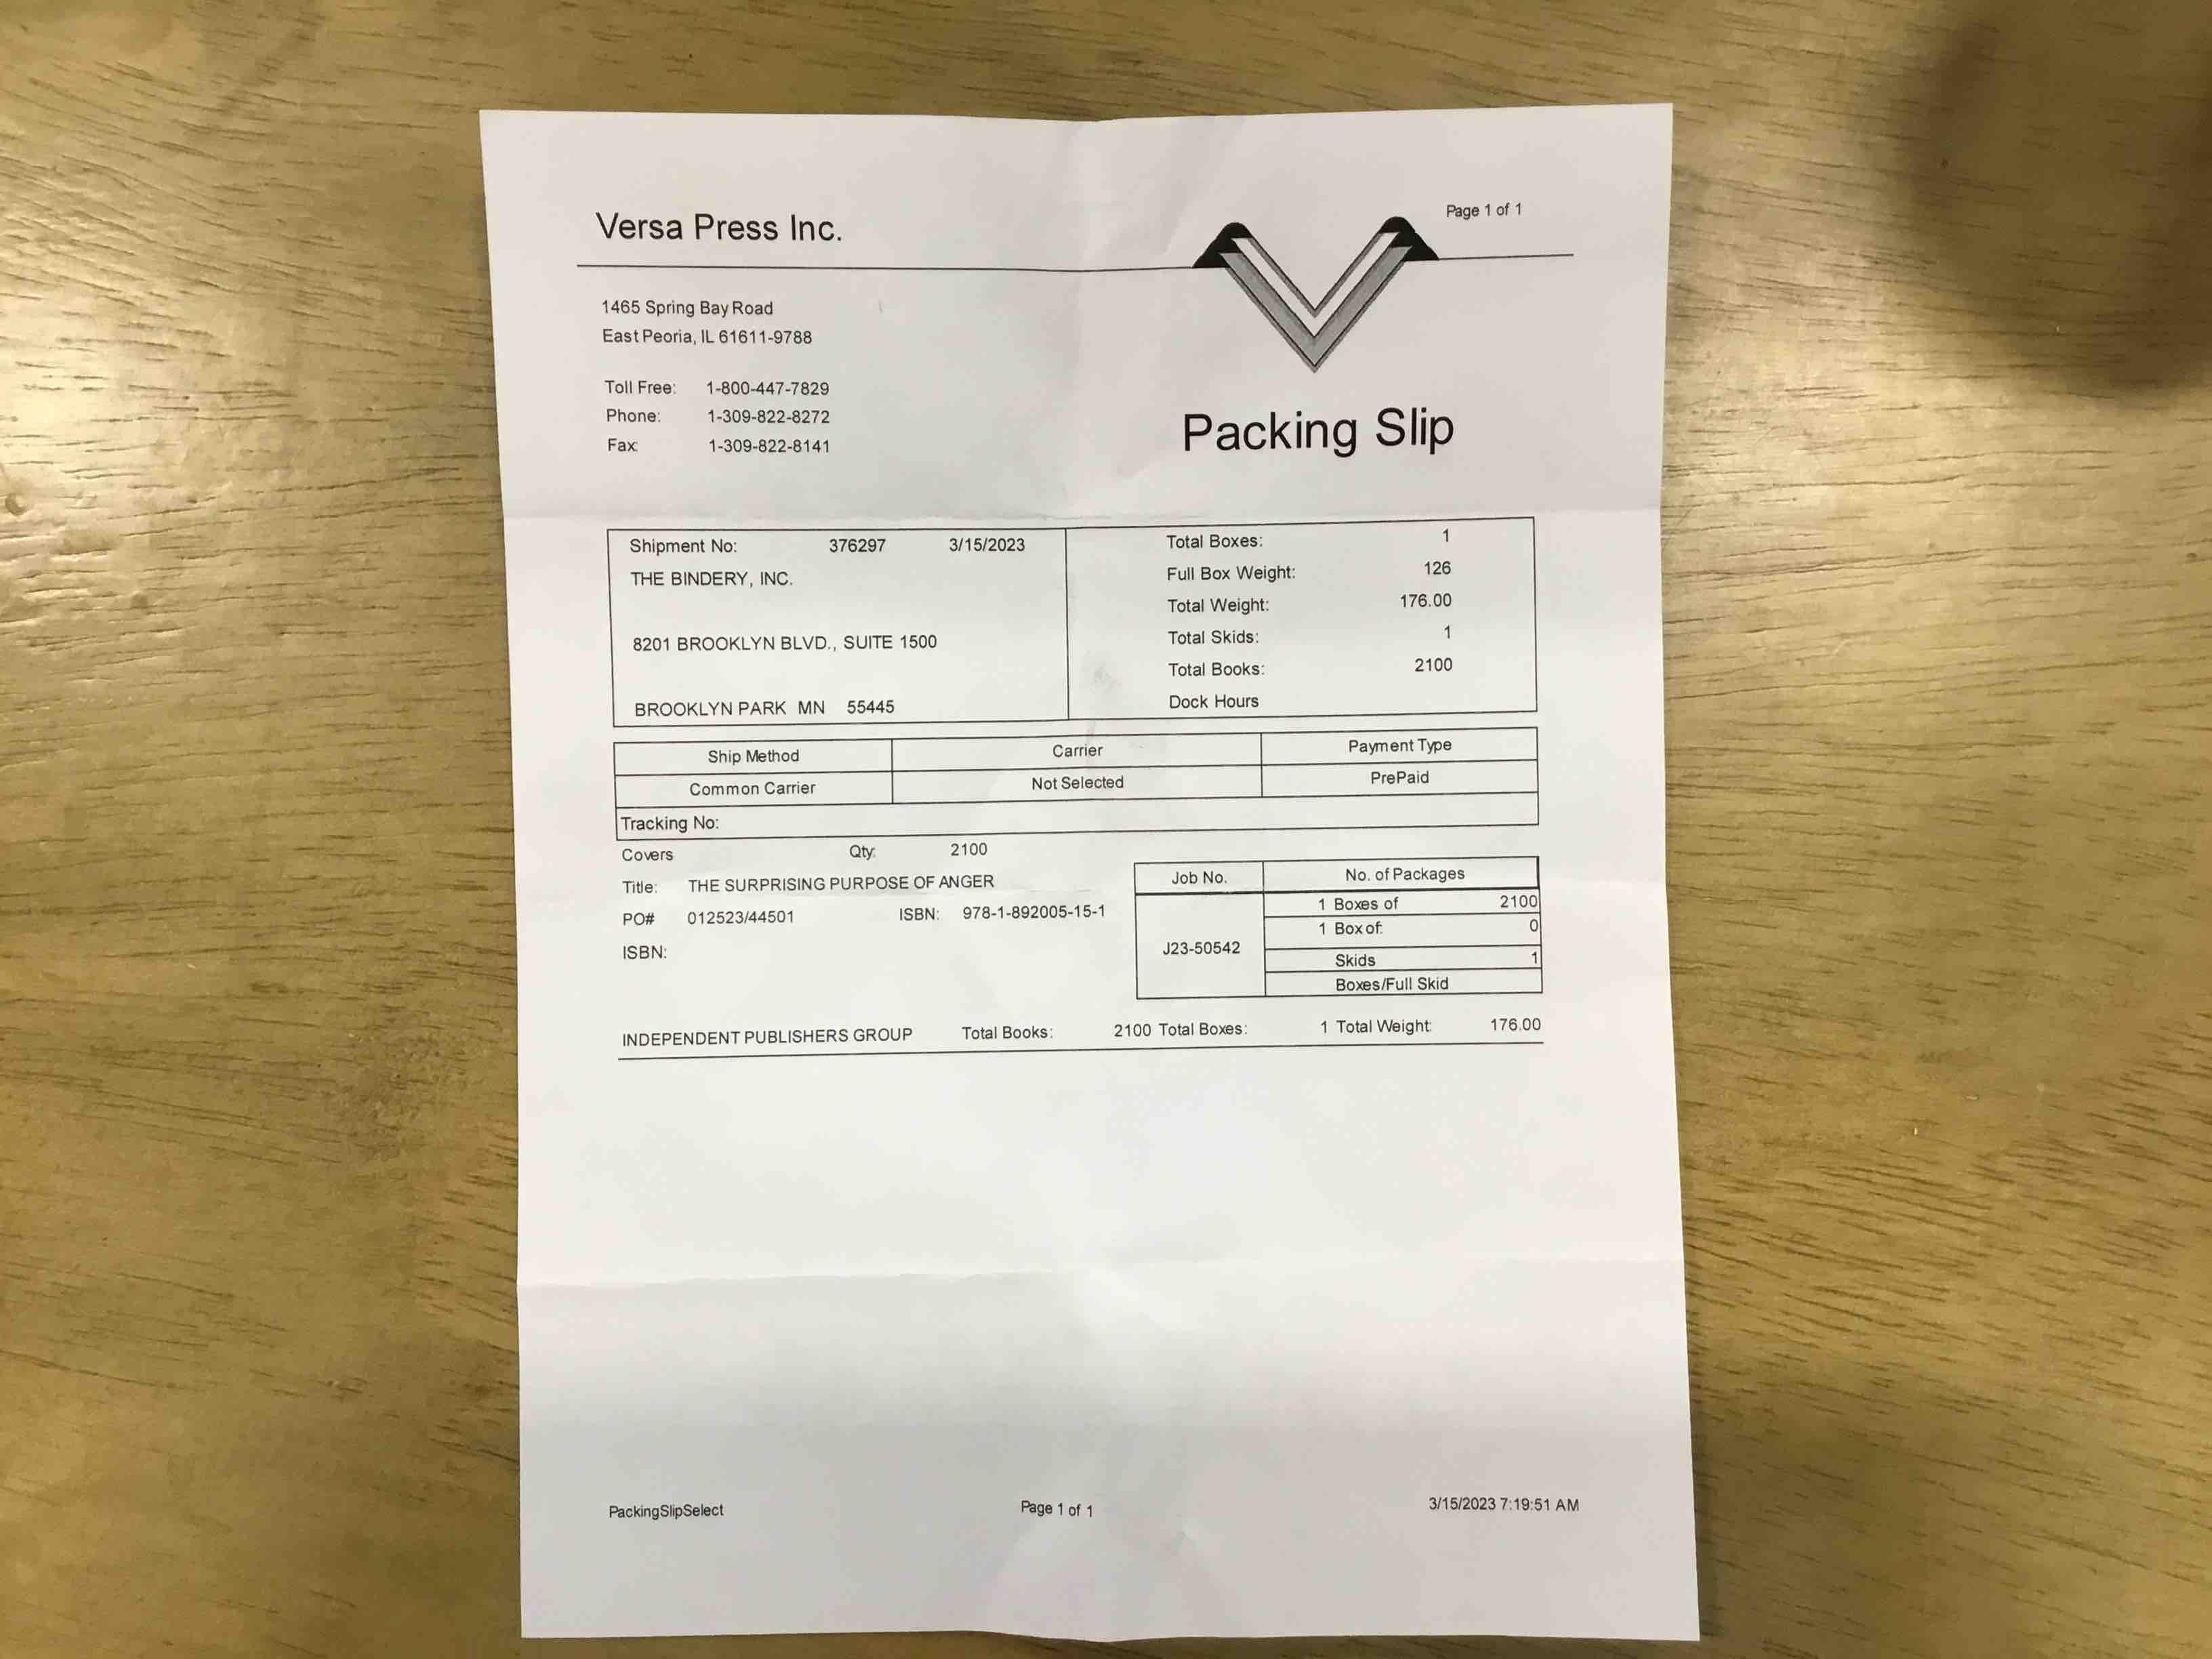 Page 1 of 1
Versa Press Inc.
1465 Spring Bay Road
East Peoria, IL 61611-9788
Toll Free: 1-800-447-7829
Phone: 1-309-822-8272
Fax: 1-309-822-8141
Packing Slip
Shipment No: 376297 3/15/2023
THE BINDERY, INC.
8201 BROOKLYN BLVD., SUITE 1500
BROOKLYN PARK MN 55445
Total Boxes: 1
Full Box Weight: 126
Total Weight: 176.00
Total Skids: 1
Total Books: 2100
Dock Hours
Ship Method Carrier Payment Type
Common Carrier Not Selected PrePaid
Tracking No:
Covers Qty: 2100
Title: THE SURPRISING PURPOSE OF ANGER
PO# 012523/44501 ISBN: 978-1-892005-15-1
ISBN:
Job No. No. of Packages
J23-50542
1 Boxes of 2100
1 Box of: 0
Skids 1
Boxes/Full Skid
INDEPENDENT PUBLISHERS GROUP Total Books: 2100 Total Boxes: 1 Total Weight: 176.00
PackingSlipSelect Page 1 of 1 3/15/2023 7:19:51 AM